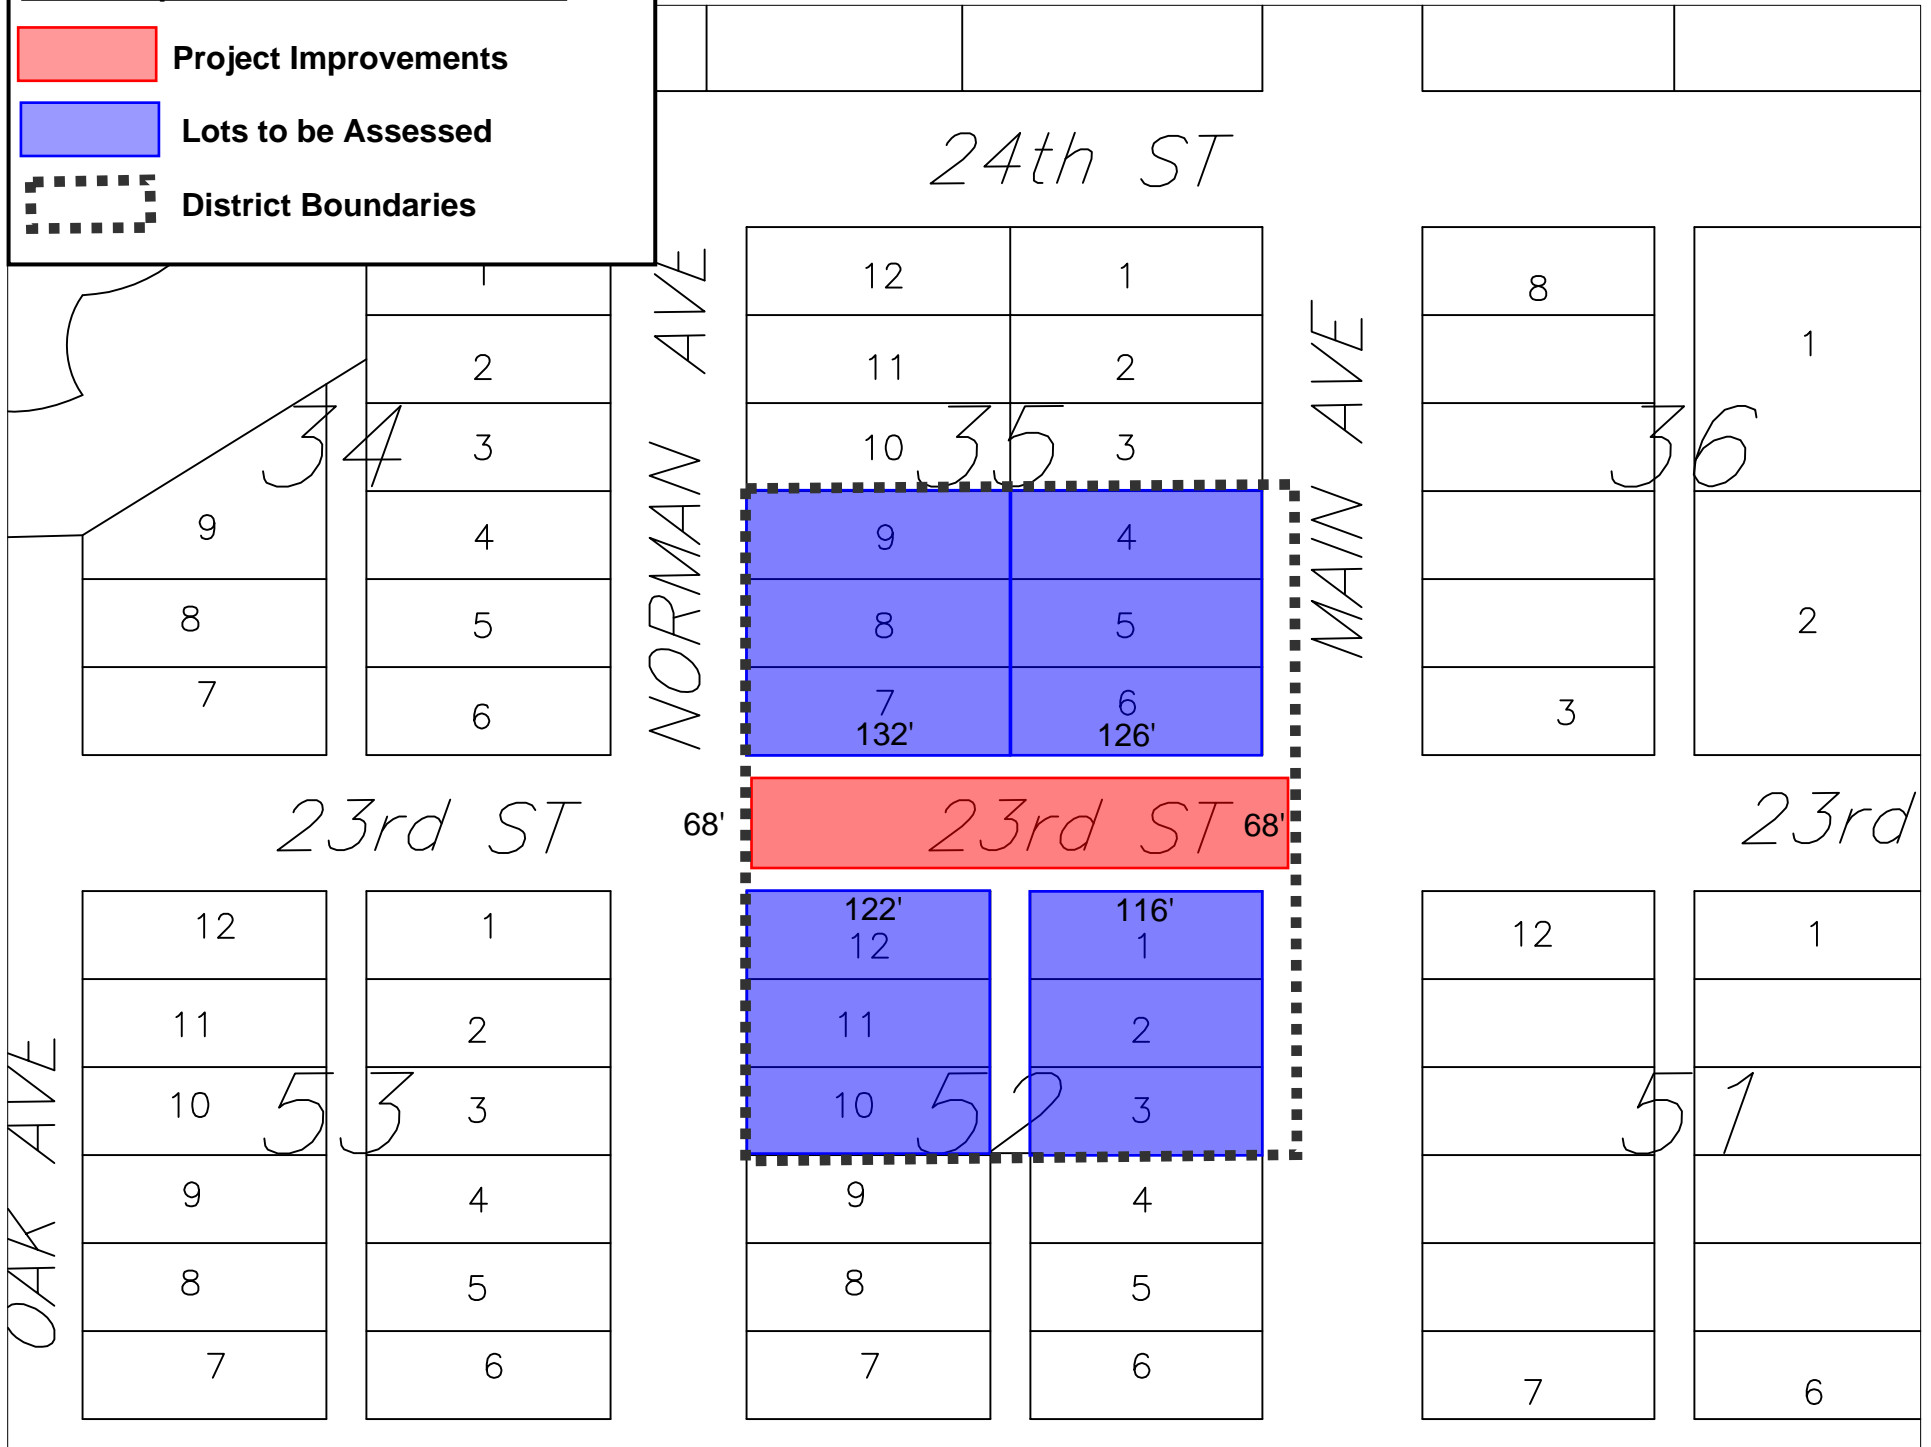 Project Improvements
Lots to be Assessed
District Boundaries
24th ST
NORMAN AVE
MAIN AVE
12 1 8
1
2 11 2 1
3 10 3
34 35 36
9 4 9 4
8 5 8 5 2
7 6 7 6 3
132' 126'
23rd ST 68' 23rd ST 68' 23rd
122' 116'
12 1 12 1 12 1
11 2 11 2
10 3 10 3
53 52 51
OAK AVE
9 4 9 4
8 5 8 5
7 6 7 6 7 6